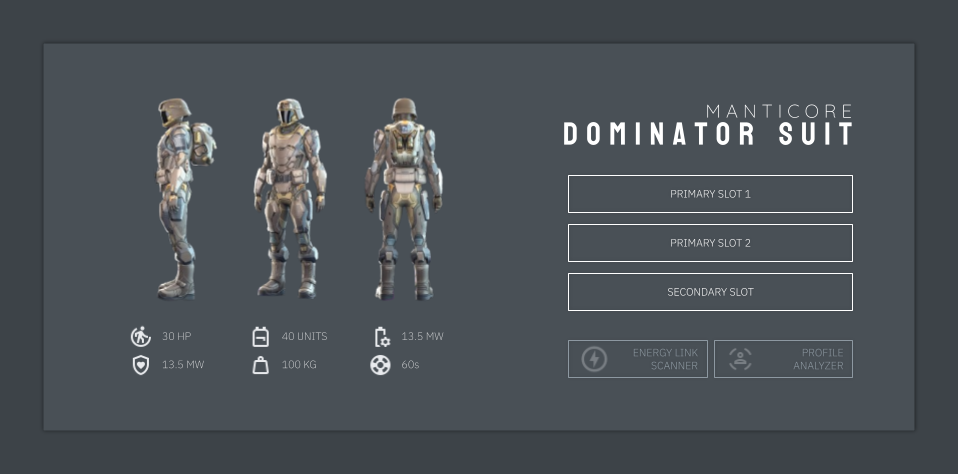 MANTICORE
DOMINATOR SUIT
PRIMARY SLOT 1
PRIMARY SLOT 2
SECONDARY SLOT
30 HP
40 UNITS
13.5 MW
13.5 MW
100 KG
60s
ENERGY LINK
SCANNER
PROFILE
ANALYZER